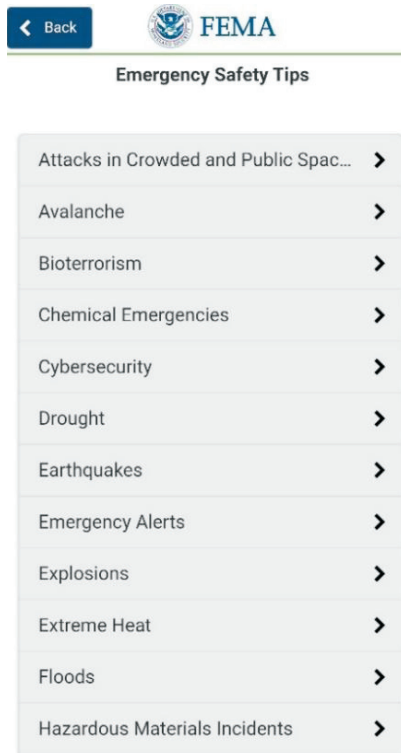 Back
FEMA
Emergency Safety Tips
Attacks in Crowded and Public Spac...
Avalanche
Bioterrorism
Chemical Emergencies
Cybersecurity
Drought
Earthquakes
Emergency Alerts
Explosions
Extreme Heat
Floods
Hazardous Materials Incidents